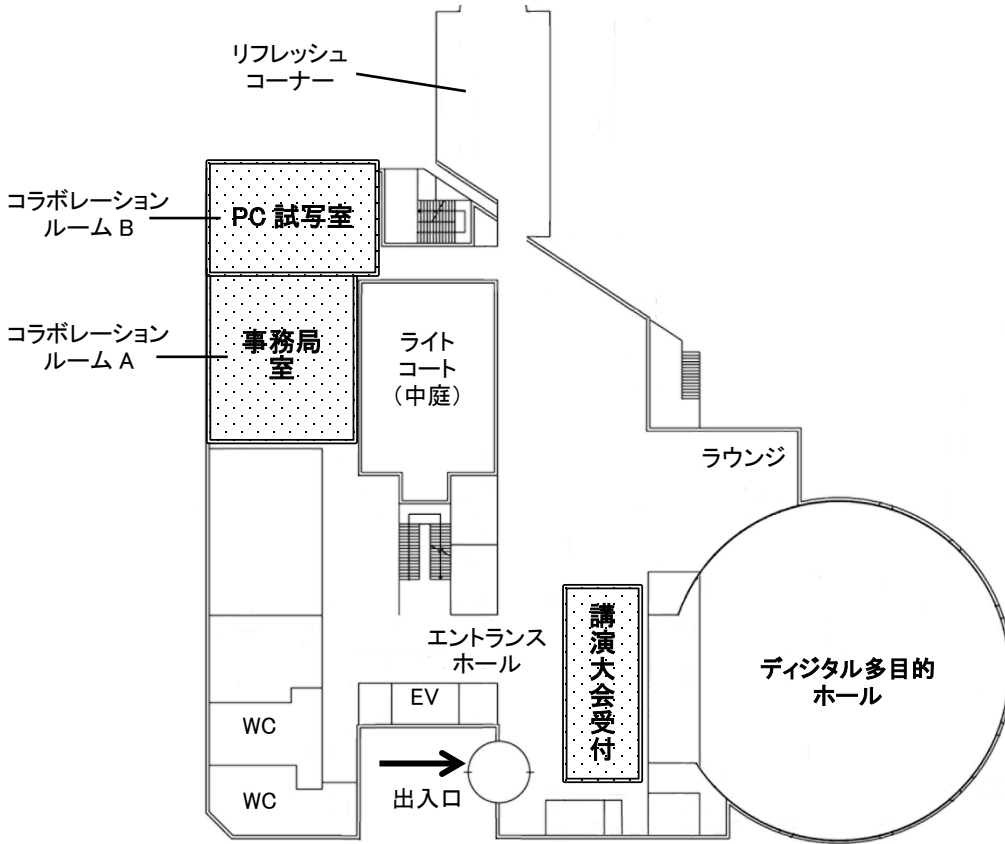 リフレッシュ
コーナー
コラボレーション
ルーム B
PC 試写室
コラボレーション
ルーム A
事務局
室
ライト
コート
（中庭）
ラウンジ
エントランス
ホール
講演大会受付
ディジタル多目的
ホール
EV
WC
WC
出入口